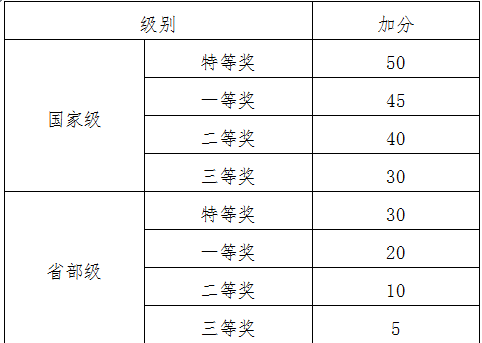 级别 加分
国家级 特等奖 50
一等奖 45
二等奖 40
三等奖 30
省部级 特等奖 30
一等奖 20
二等奖 10
三等奖 5